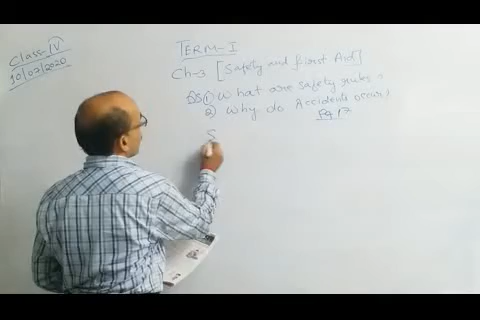 Class-IV
10/07/2020
TERM-I
Ch-3 [Safety and First Aid]
Q① What are safety rules ?
② Why do Accidents occur?
Pg 17
S